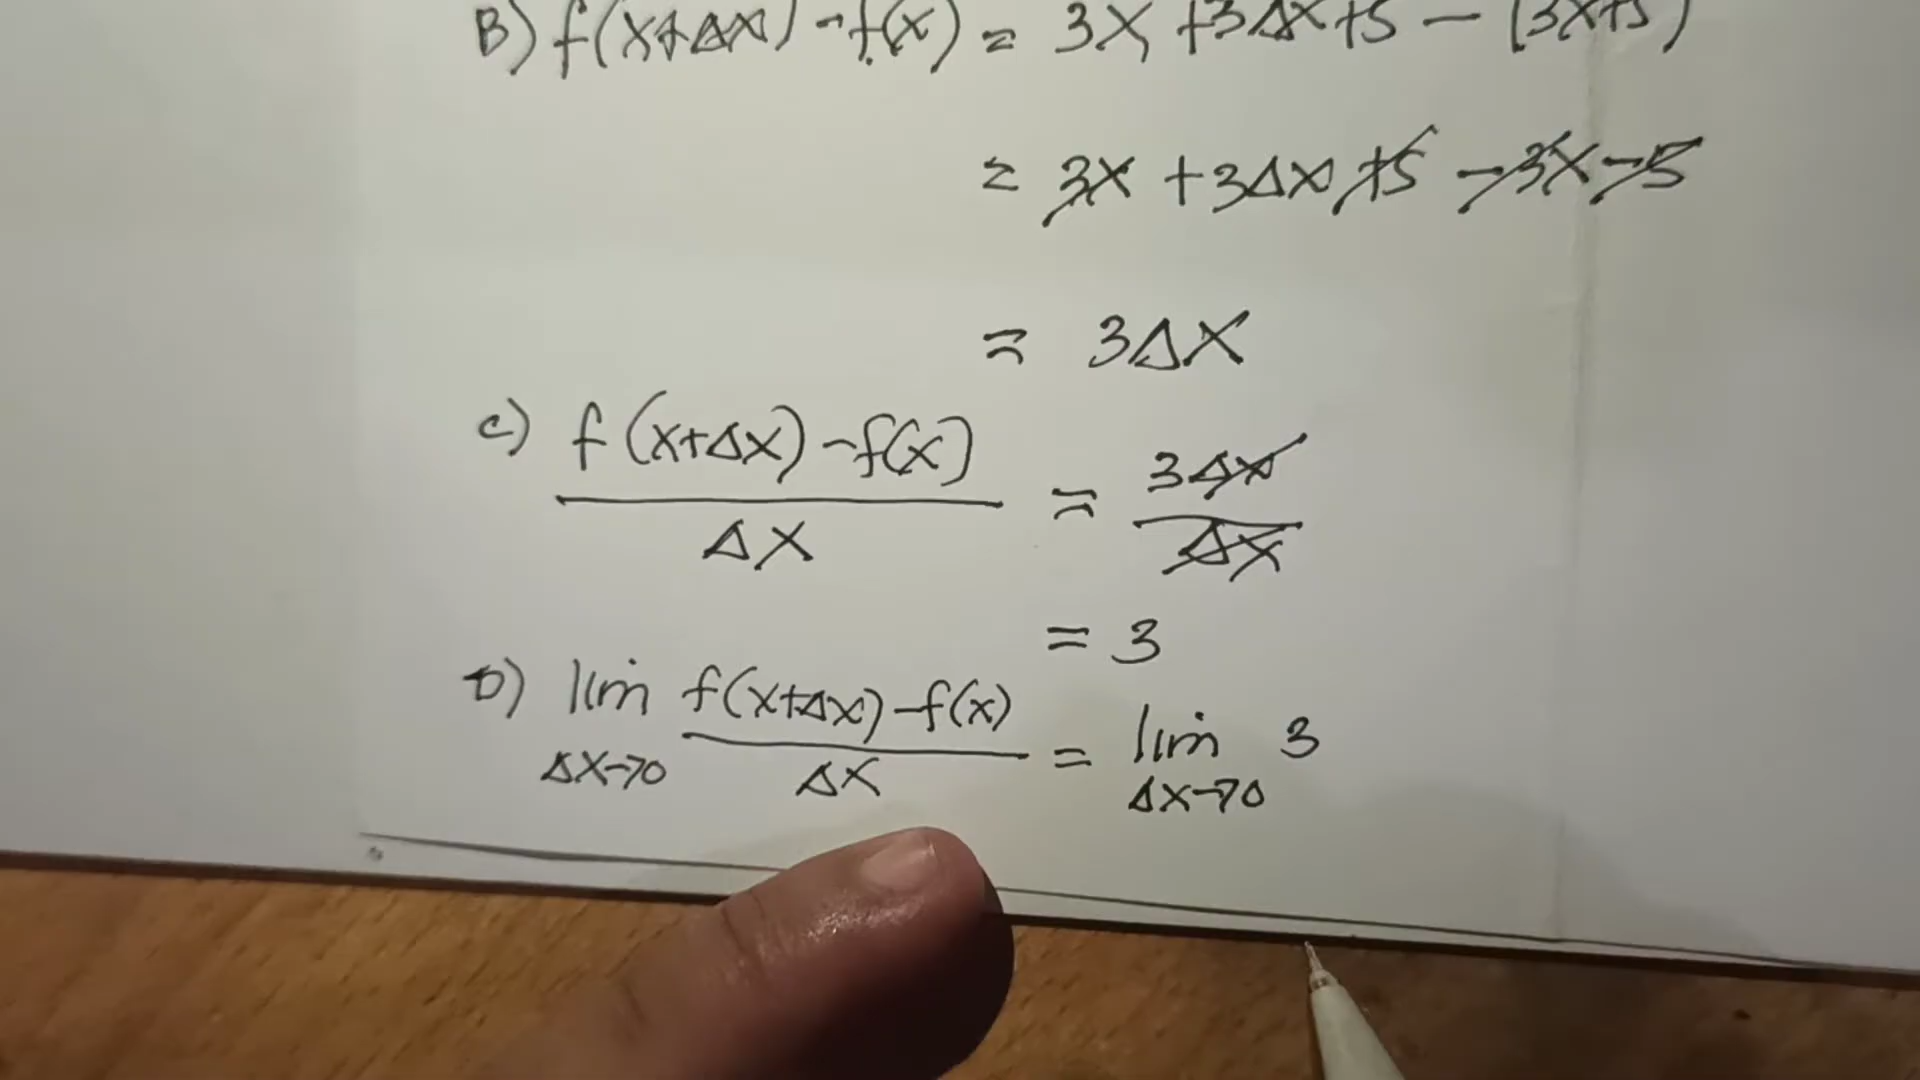 B) f(x+Δx) - f(x) = 3x + 3Δx + 5 - (3x+5)
= 3x + 3Δx + 5 - 3x - 5
= 3Δx
c) f(x+Δx) - f(x) / Δx = 3Δx / Δx
= 3
D) lim Δx→0 f(x+Δx) - f(x) / Δx = lim Δx→0 3